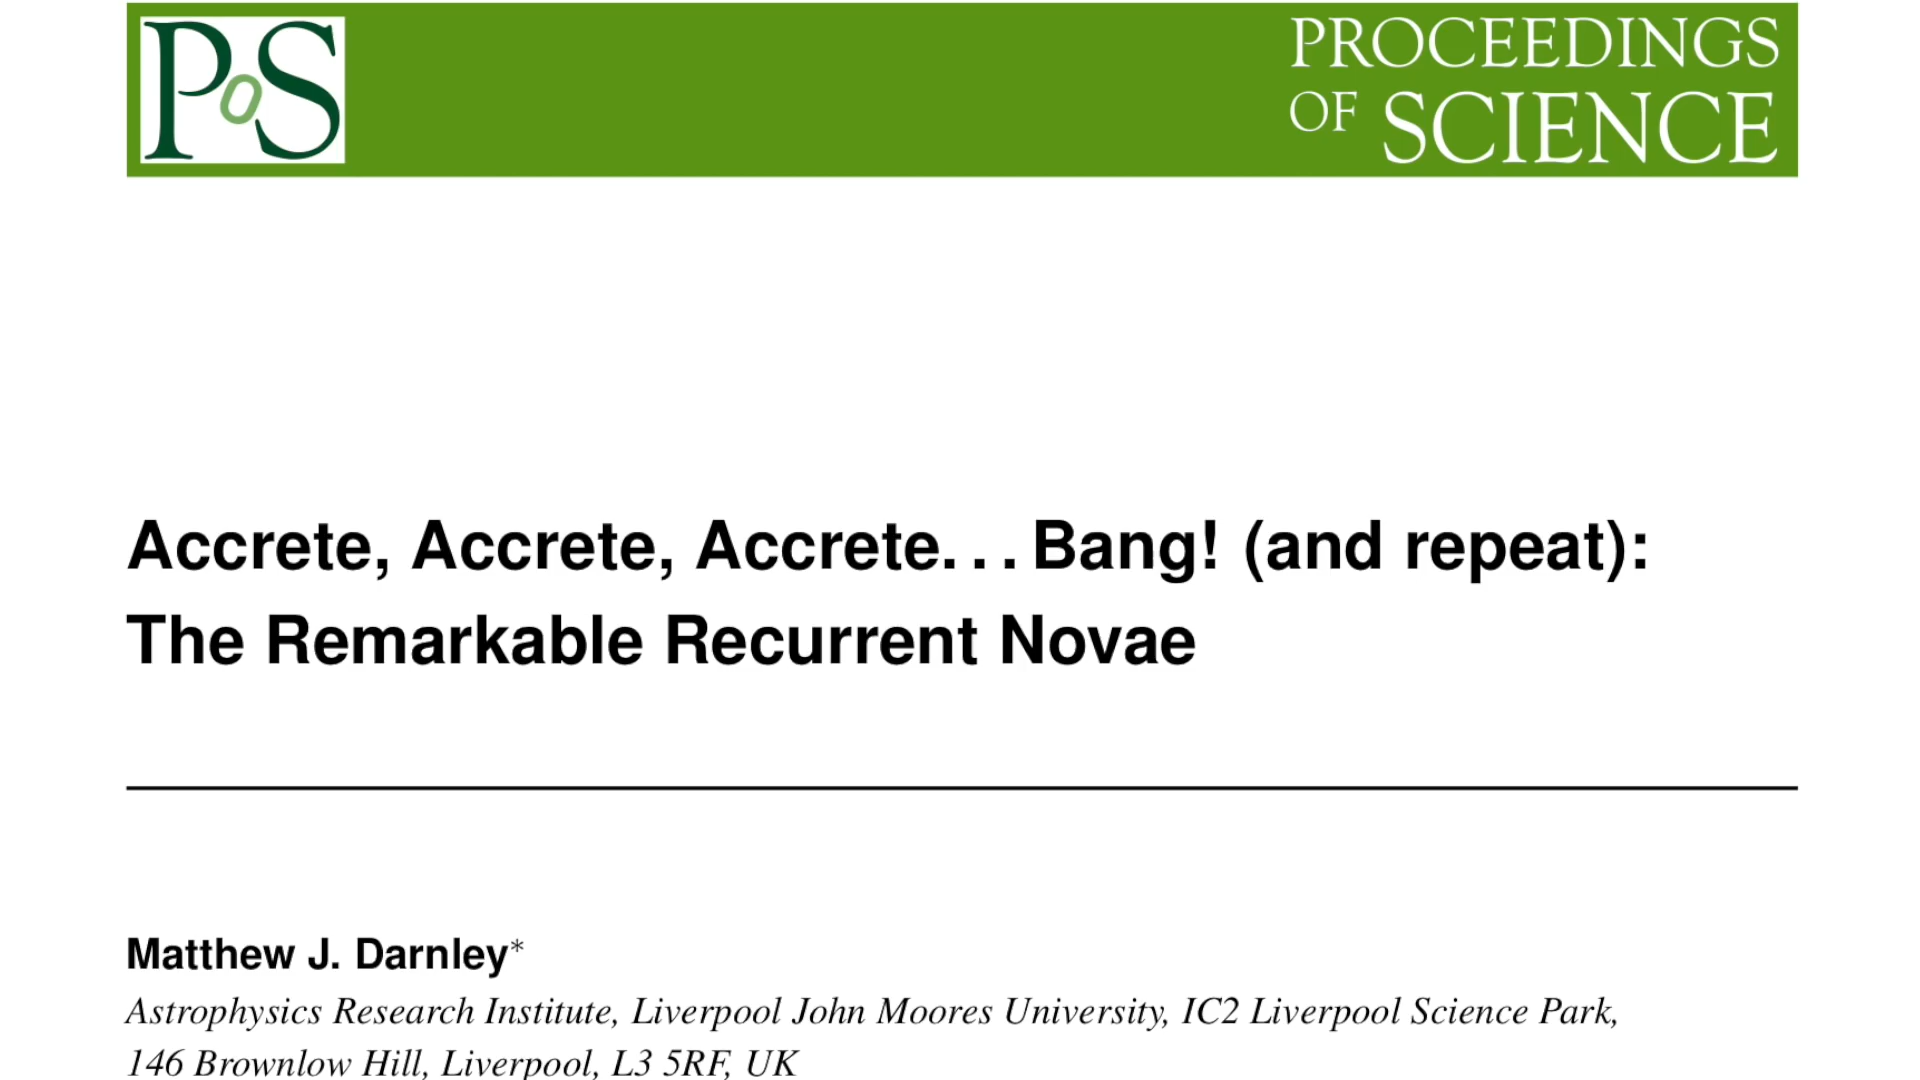 PoS
PROCEEDINGS
OF SCIENCE
Accrete, Accrete, Accrete. . . Bang! (and repeat):
The Remarkable Recurrent Novae
Matthew J. Darnley*
Astrophysics Research Institute, Liverpool John Moores University, IC2 Liverpool Science Park,
146 Brownlow Hill, Liverpool, L3 5RF, UK